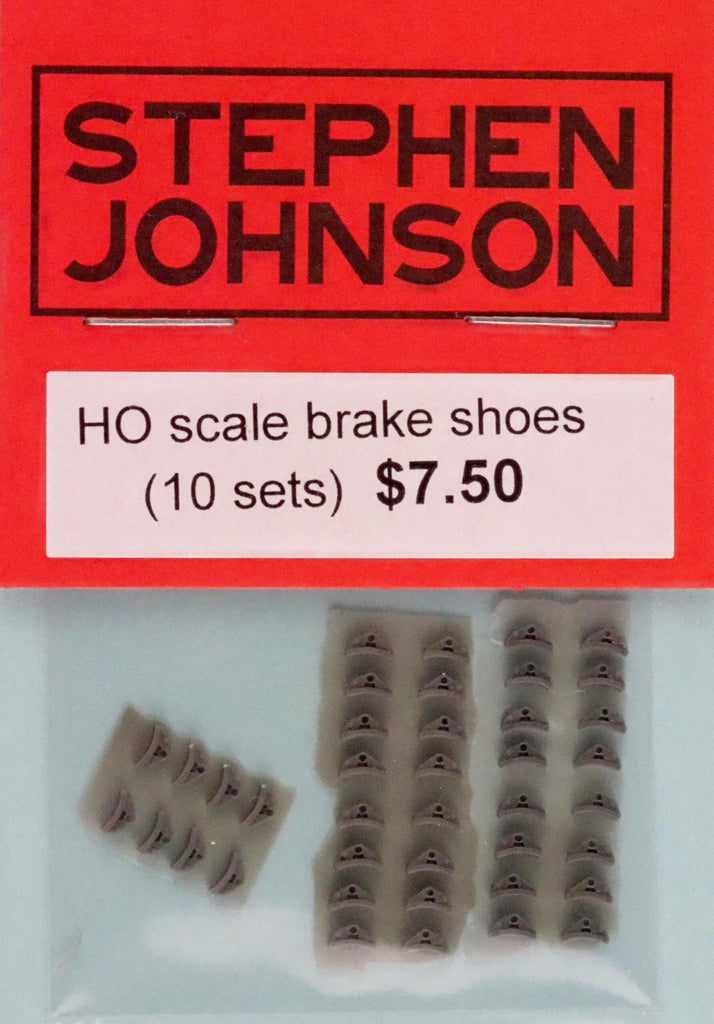 STEPHEN
JOHNSON
HO scale brake shoes
(10 sets) $7.50